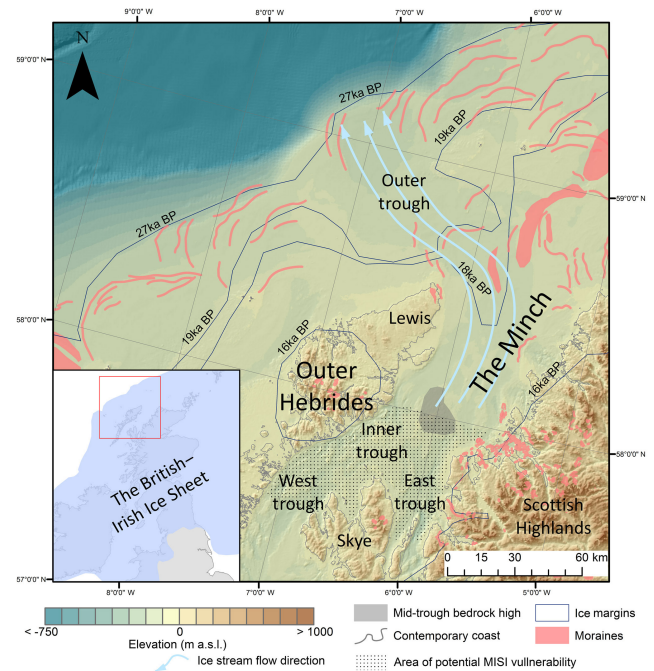 9°0'0" W
8°0'0" W
7°0'0" W
6°0'0" W
59°0'0" N
N
27ka BP
19ka BP
Outer
trough
59°0'0" N
27ka BP
18ka BP
58°0'0" N
19ka BP
16ka BP
Lewis
The Minch
Outer
Hebrides
16ka BP
Inner
trough
58°0'0" N
West
trough
East
trough
The British–
Irish Ice Sheet
Skye
Scottish
Highlands
0 15 30 60 km
57°0'0" N
8°0'0" W
7°0'0" W
6°0'0" W
5°0'0" W
< -750 0 > 1000
Elevation (m a.s.l.)
Ice stream flow direction
Mid-trough bedrock high
Ice margins
Contemporary coast
Moraines
Area of potential MISI vullnerability